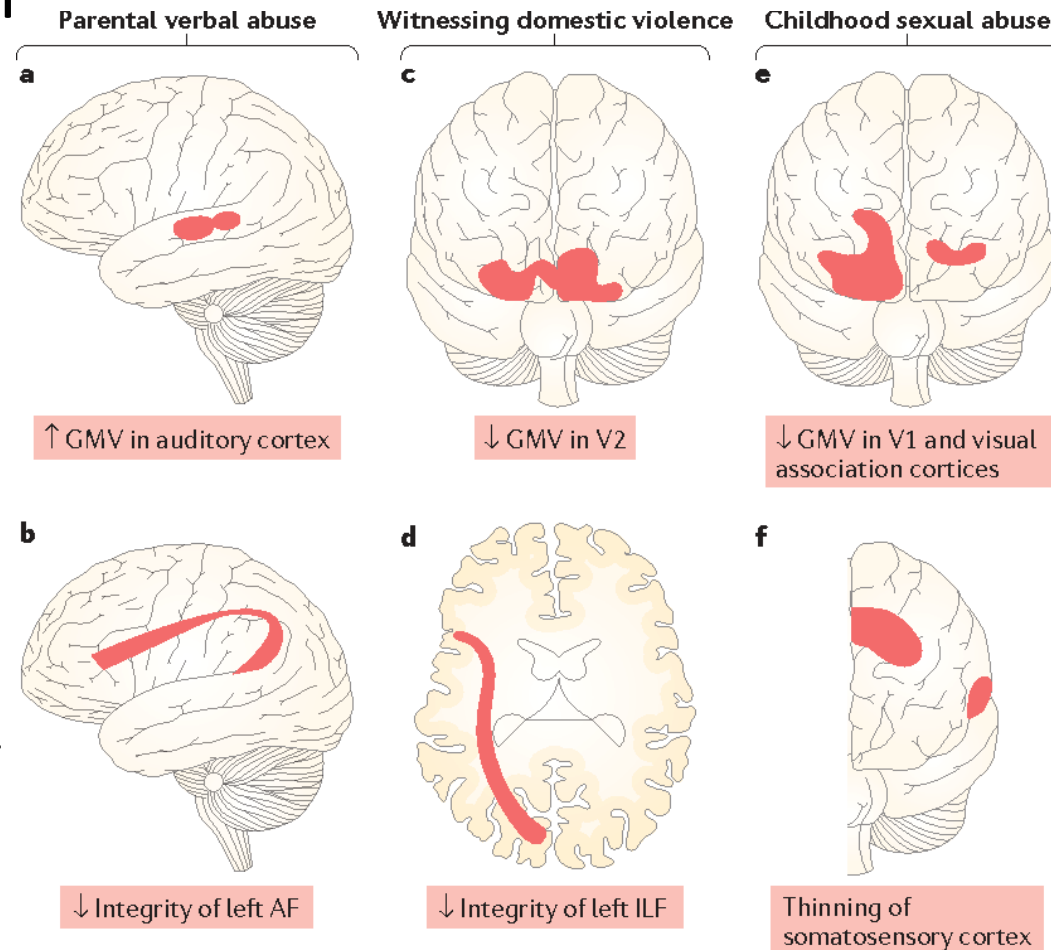 Parental verbal abuse
Witnessing domestic violence
Childhood sexual abuse
a
c
e
↑ GMV in auditory cortex
↓ GMV in V2
↓ GMV in V1 and visual
association cortices
b
d
f
↓ Integrity of left AF
↓ Integrity of left ILF
Thinning of
somatosensory cortex